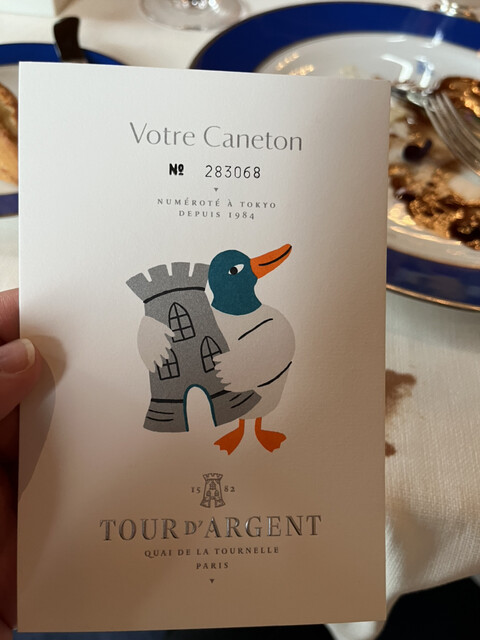 Votre Caneton
Nº 283068
NUMÉROTÉ À TOKYO
DEPUIS 1984
15 82
TOUR D'ARGENT
QUAI DE LA TOURNELLE
PARIS